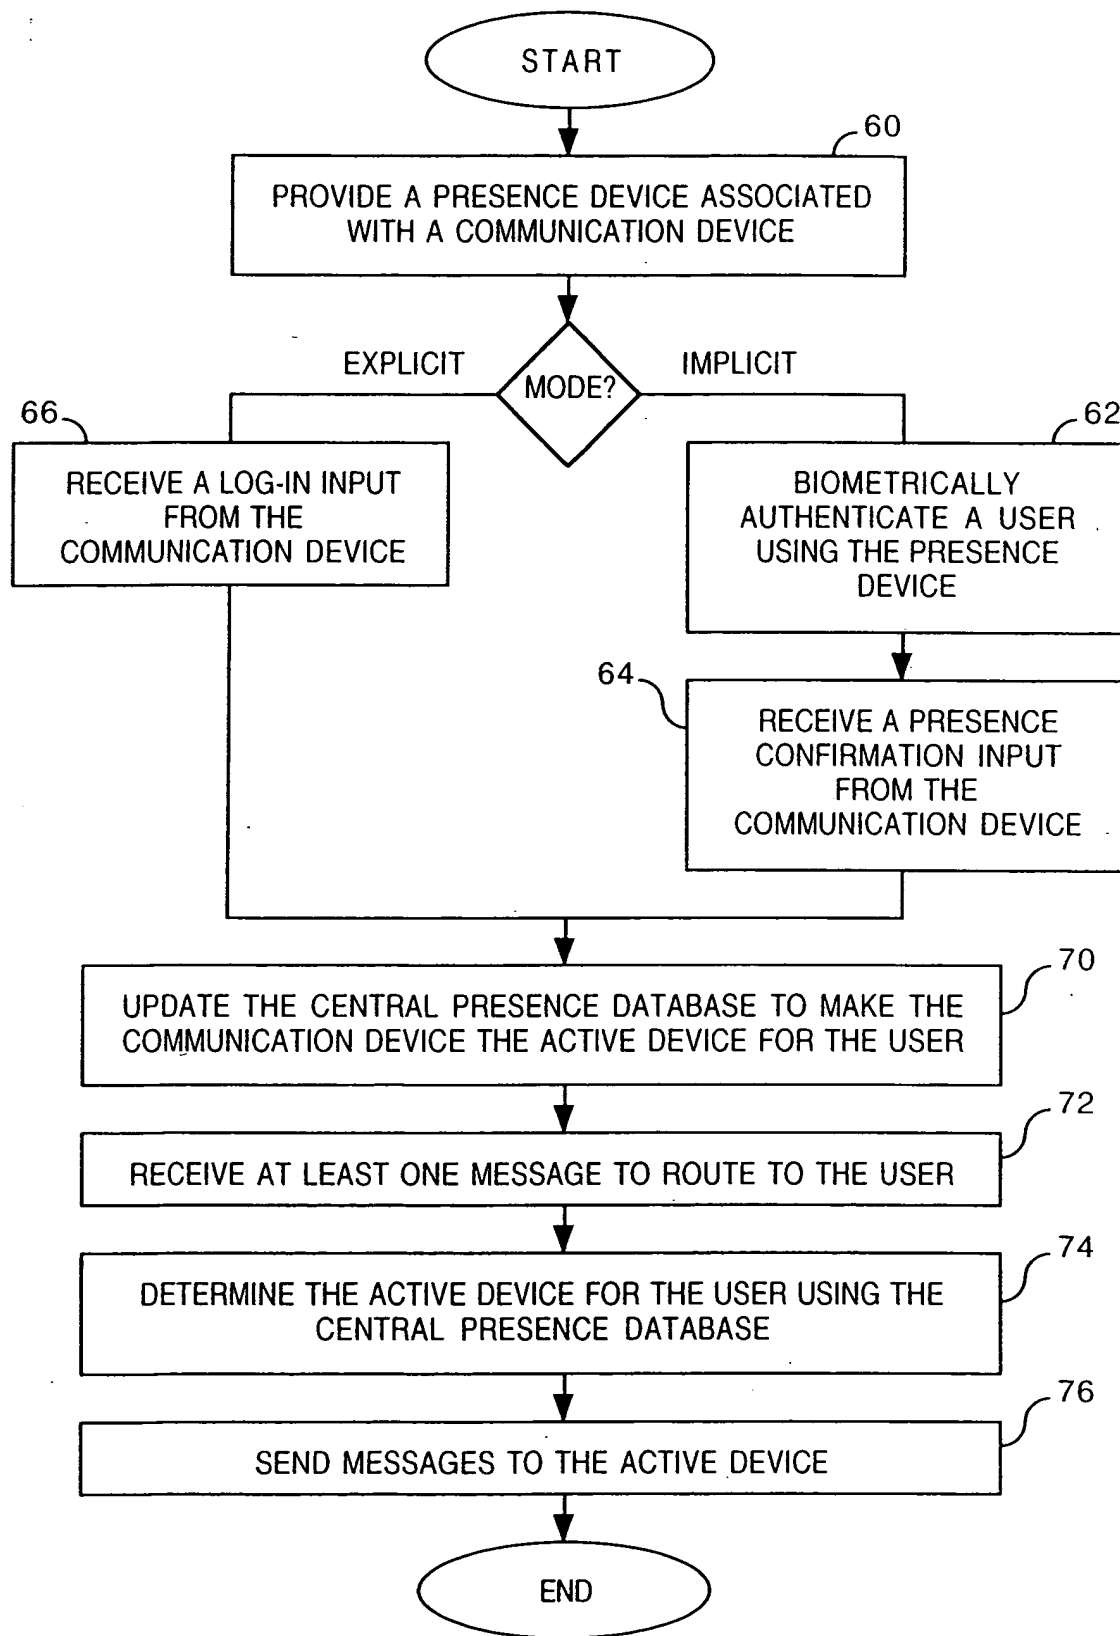 START
60
PROVIDE A PRESENCE DEVICE ASSOCIATED
WITH A COMMUNICATION DEVICE
EXPLICIT
MODE?
IMPLICIT
66
RECEIVE A LOG-IN INPUT
FROM THE
COMMUNICATION DEVICE
62
BIOMETRICALLY
AUTHENTICATE A USER
USING THE PRESENCE
DEVICE
64
RECEIVE A PRESENCE
CONFIRMATION INPUT
FROM THE
COMMUNICATION DEVICE
70
UPDATE THE CENTRAL PRESENCE DATABASE TO MAKE THE
COMMUNICATION DEVICE THE ACTIVE DEVICE FOR THE USER
72
RECEIVE AT LEAST ONE MESSAGE TO ROUTE TO THE USER
74
DETERMINE THE ACTIVE DEVICE FOR THE USER USING THE
CENTRAL PRESENCE DATABASE
76
SEND MESSAGES TO THE ACTIVE DEVICE
END